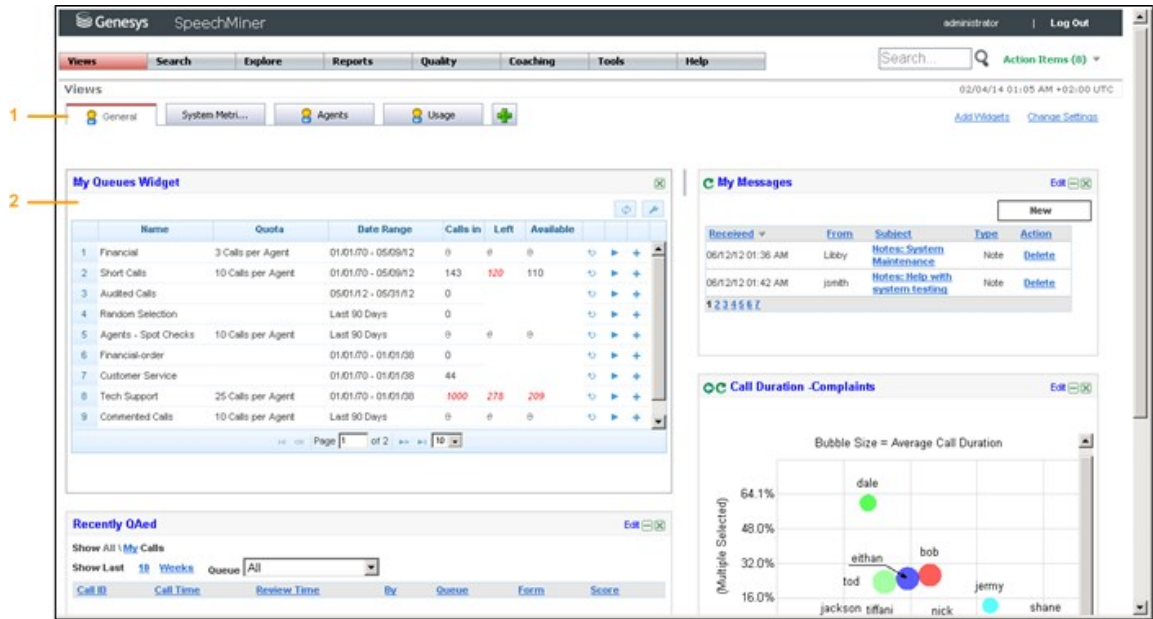 Genesys SpeechMiner administrator | Log Out
Views Search Explore Reports Quality Coaching Tools Help Search... Action Items (8)
Views 02/04/14 01:05 AM +02:00 UTC
1 General System Metri... Agents Usage Add Widgets Change Settings
My Queues Widget
2
Name Quota Date Range Calls in Left Available
1 Financial 3 Calls per Agent 01/01/70 - 05/09/12 0 0 0
2 Short Calls 10 Calls per Agent 01/01/70 - 05/09/12 143 120 110
3 Audited Calls 05/01/12 - 05/31/12 0
4 Random Selection Last 90 Days 0
5 Agents - Spot Checks 10 Calls per Agent Last 90 Days 0 0 0
6 Financial-order 01/01/70 - 01/01/38 0
7 Customer Service 01/01/70 - 01/01/38 44
8 Tech Support 25 Calls per Agent 01/01/70 - 01/01/38 1000 278 209
9 Commented Calls 10 Calls per Agent Last 90 Days 0 0 0
Page 1 of 2 10
Recently QAed Edit
Show All \ My Calls
Show Last 10 Weeks Queue All
Call ID Call Time Review Time By Queue Form Score
My Messages Edit
New
Received From Subject Type Action
06/12/12 01:36 AM Libby Notes: System Maintenance Note Delete
06/12/12 01:42 AM jsmith Notes: Help with system testing Note Delete
1 2 3 4 5 6 7
Call Duration -Complaints Edit
Bubble Size = Average Call Duration
(Multiple Selected)
64.1%
48.0%
32.0%
16.0%
dale
eithan
bob
tod
jermy
jackson
tiffani
nick
shane